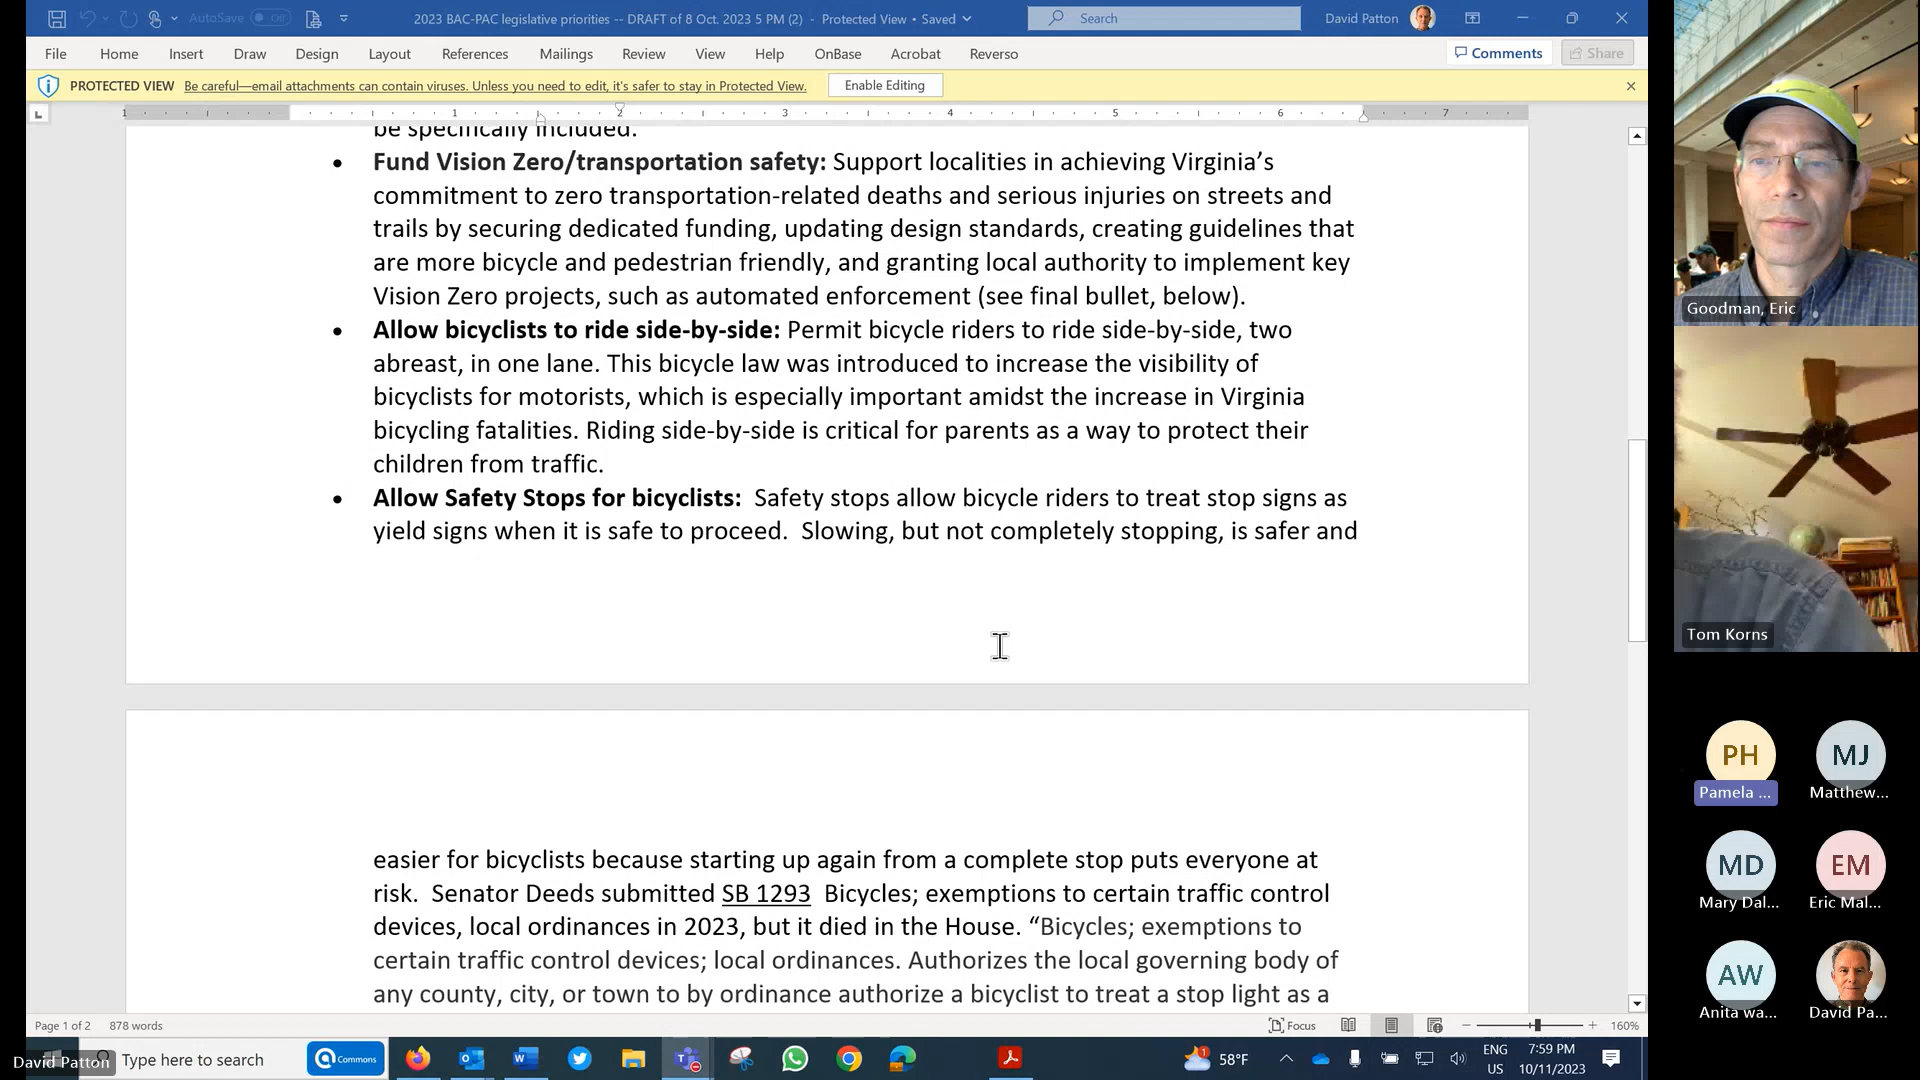 AutoSave Off
2023 BAC-PAC legislative priorities -- DRAFT of 8 Oct. 2023 5 PM (2) - Protected View • Saved
Search
David Patton
File Home Insert Draw Design Layout References Mailings Review View Help OnBase Acrobat Reverso
Comments Share
PROTECTED VIEW Be careful—email attachments can contain viruses. Unless you need to edit, it's safer to stay in Protected View. Enable Editing
1 1 2 3 4 5 6 7
be specifically included.
• Fund Vision Zero/transportation safety: Support localities in achieving Virginia’s
commitment to zero transportation-related deaths and serious injuries on streets and
trails by securing dedicated funding, updating design standards, creating guidelines that
are more bicycle and pedestrian friendly, and granting local authority to implement key
Vision Zero projects, such as automated enforcement (see final bullet, below).
• Allow bicyclists to ride side-by-side: Permit bicycle riders to ride side-by-side, two
abreast, in one lane. This bicycle law was introduced to increase the visibility of
bicyclists for motorists, which is especially important amidst the increase in Virginia
bicycling fatalities. Riding side-by-side is critical for parents as a way to protect their
children from traffic.
• Allow Safety Stops for bicyclists:  Safety stops allow bicycle riders to treat stop signs as
yield signs when it is safe to proceed.  Slowing, but not completely stopping, is safer and
easier for bicyclists because starting up again from a complete stop puts everyone at
risk.  Senator Deeds submitted SB 1293  Bicycles; exemptions to certain traffic control
devices, local ordinances in 2023, but it died in the House. “Bicycles; exemptions to
certain traffic control devices; local ordinances. Authorizes the local governing body of
any county, city, or town to by ordinance authorize a bicyclist to treat a stop light as a
Page 1 of 2 878 words
Focus
160%
David Patton
Type here to search
Commons
1
58°F
ENG
US
7:59 PM
10/11/2023
Goodman, Eric
Tom Korns
PH MJ
Pamela ... Matthew...
MD EM
Mary Dal... Eric Mal...
AW
Anita wa... David Pa...